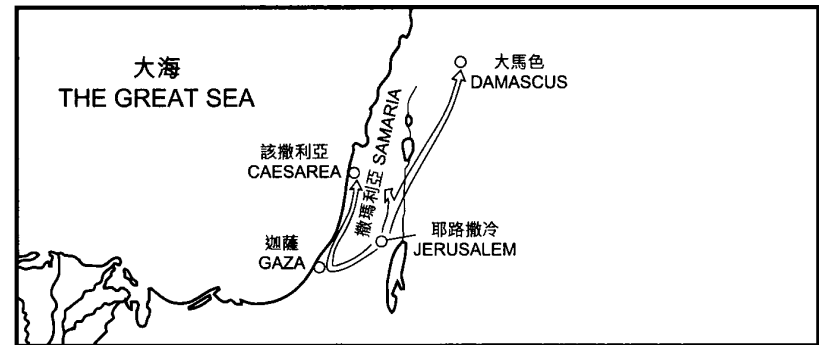 大海
THE GREAT SEA
大馬色
DAMASCUS
該撒利亞
CAESAREA
撒瑪利亞 SAMARIA
迦薩
GAZA
耶路撒冷
JERUSALEM